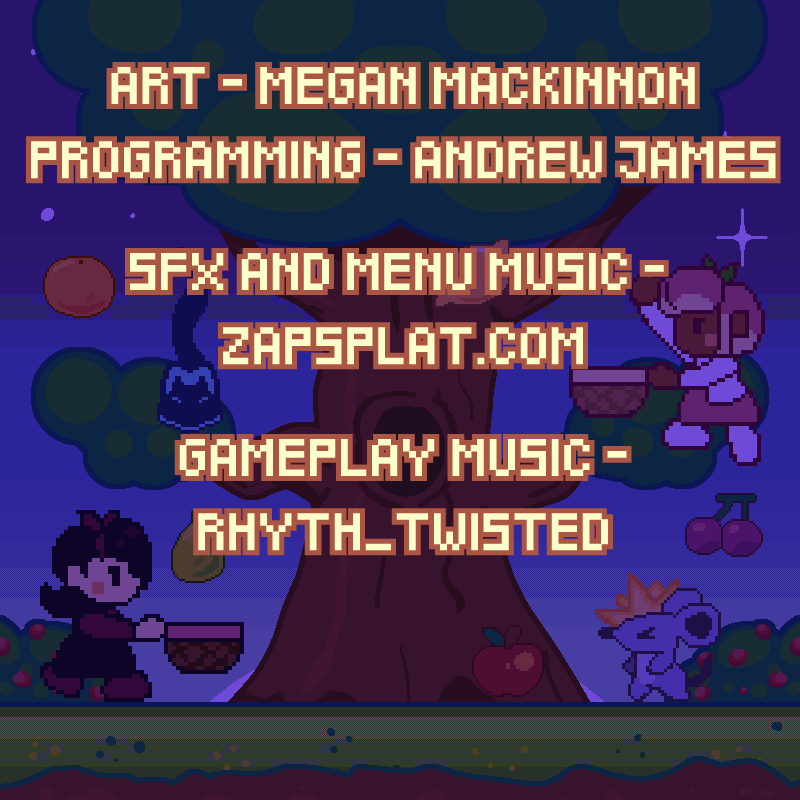 ART - MEGAN MACKINNON
PROGRAMMING - ANDREW JAMES
SFX AND MENU MUSIC -
ZAPSPLAT.COM
GAMEPLAY MUSIC -
RHYTH_TWISTED